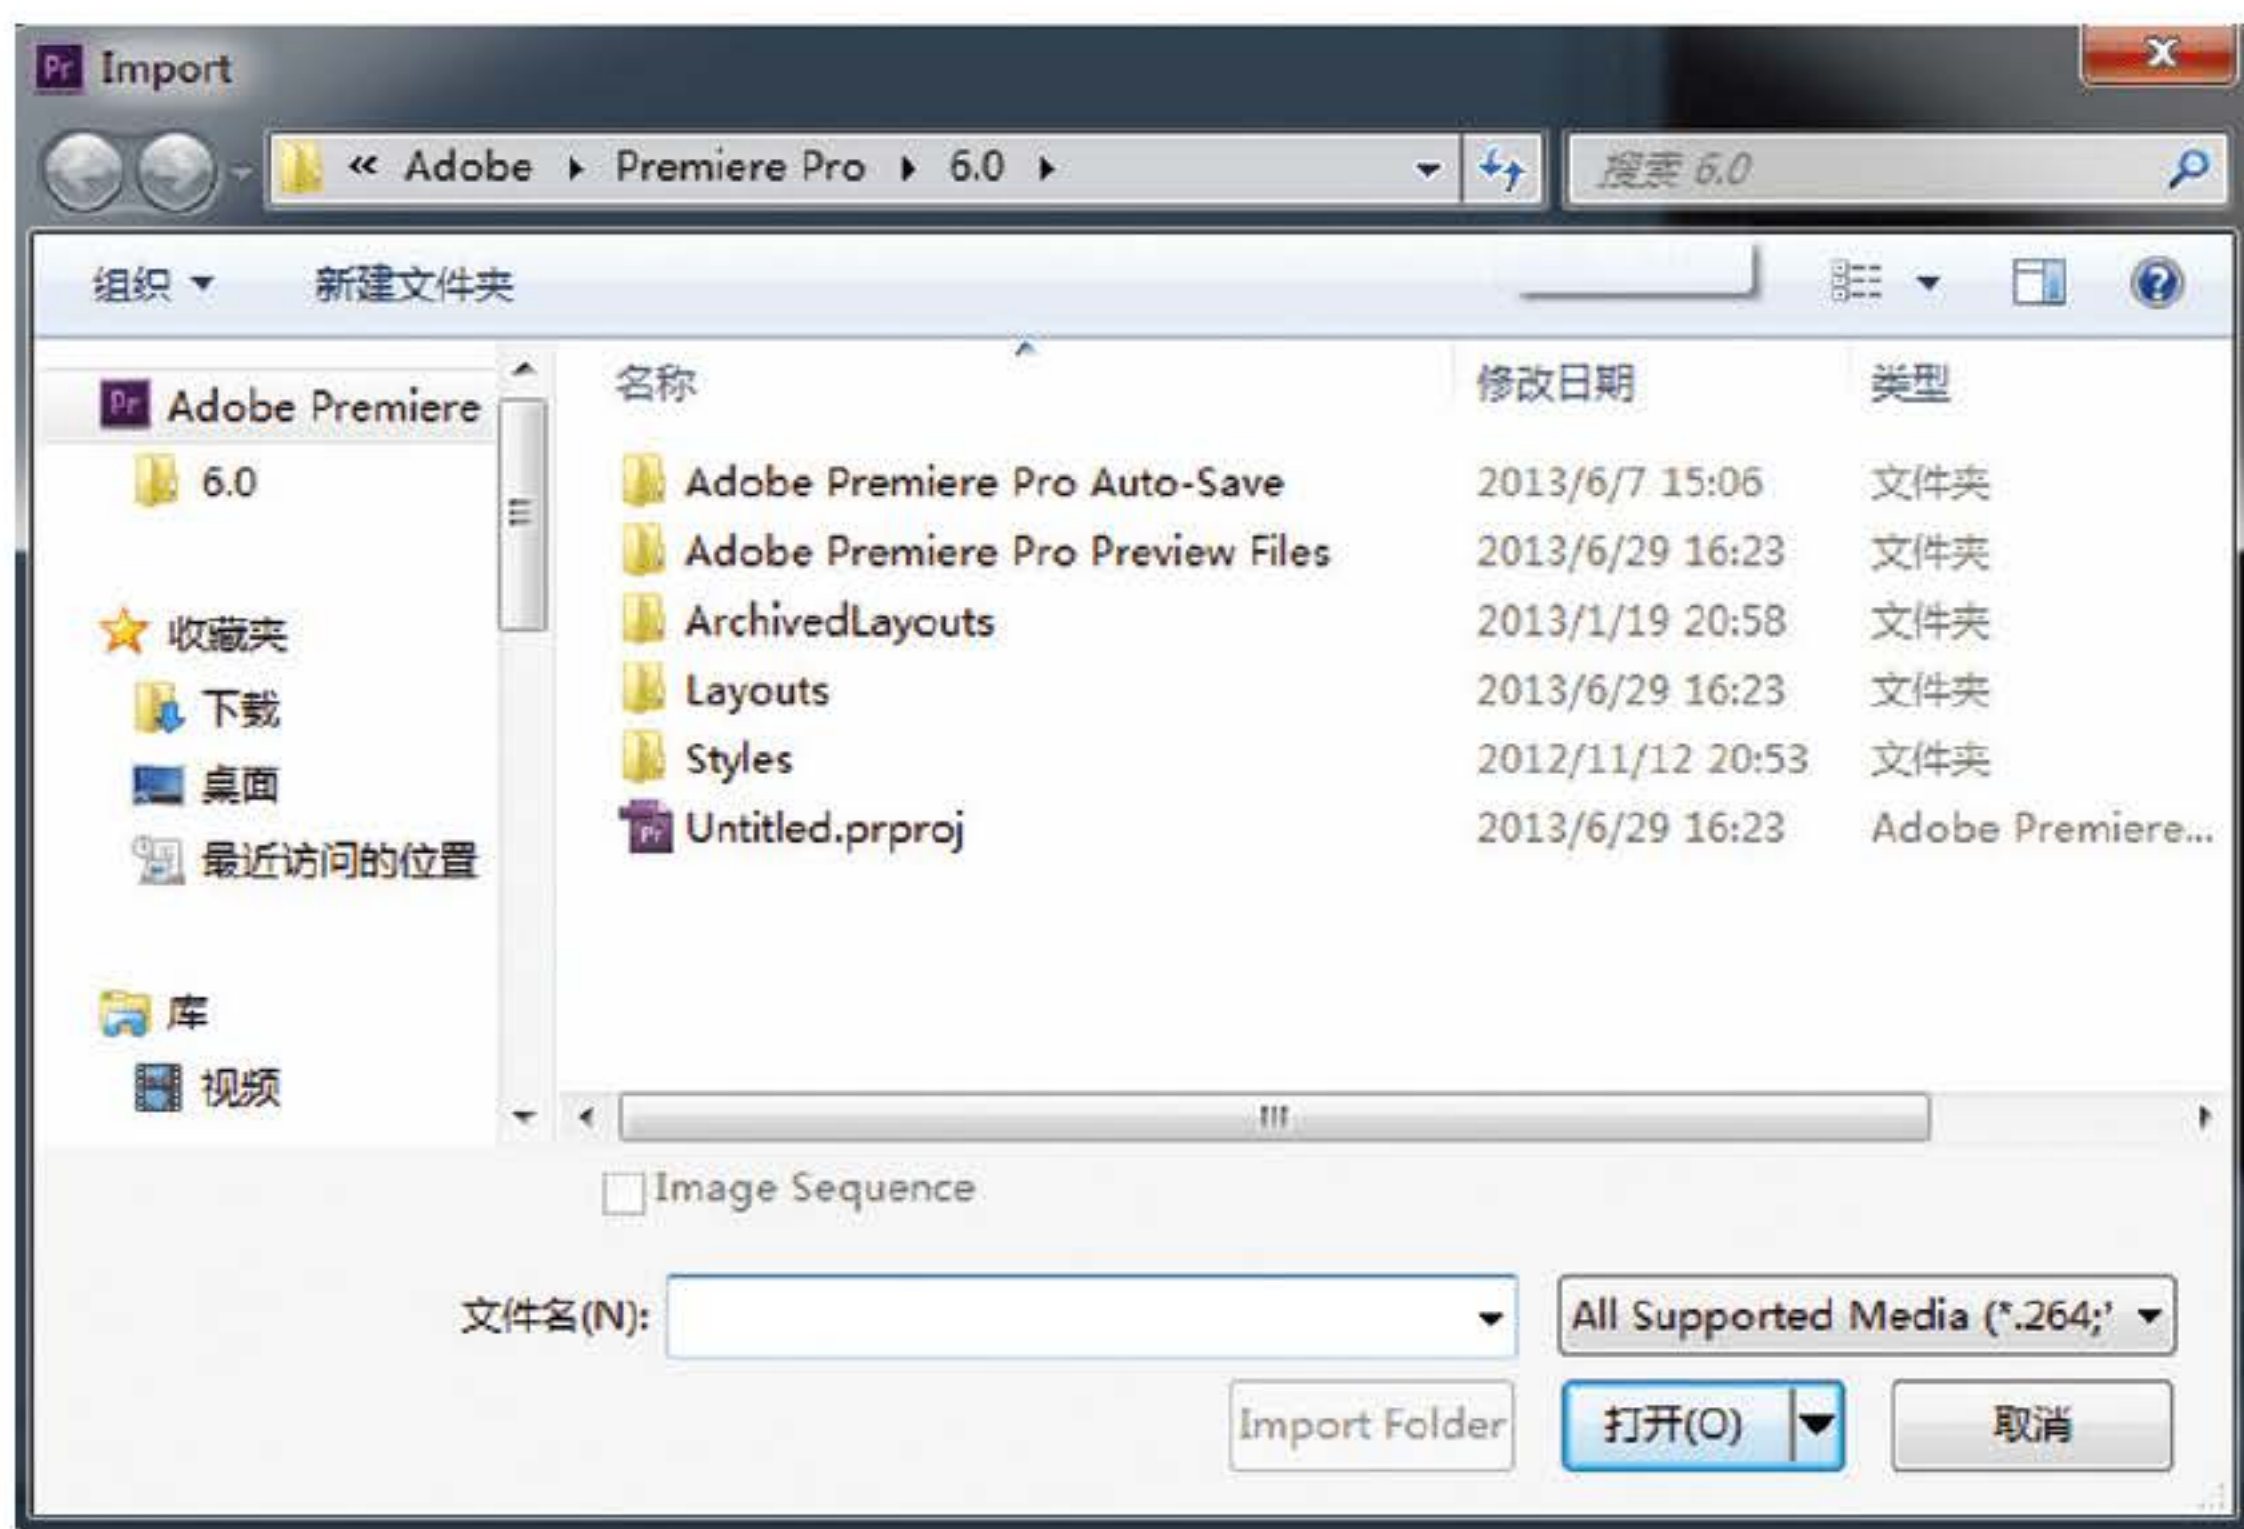 Pr Import
« Adobe ▸ Premiere Pro ▸ 6.0 ▸ 搜索 6.0
组织 新建文件夹
名称 修改日期 类型
Pr Adobe Premiere
6.0
收藏夹
下载
桌面
最近访问的位置
库
视频
Adobe Premiere Pro Auto-Save 2013/6/7 15:06 文件夹
Adobe Premiere Pro Preview Files 2013/6/29 16:23 文件夹
ArchivedLayouts 2013/1/19 20:58 文件夹
Layouts 2013/6/29 16:23 文件夹
Styles 2012/11/12 20:53 文件夹
Pr Untitled.prproj 2013/6/29 16:23 Adobe Premiere...
Image Sequence
文件名(N): All Supported Media (*.264;*
Import Folder 打开(O) 取消